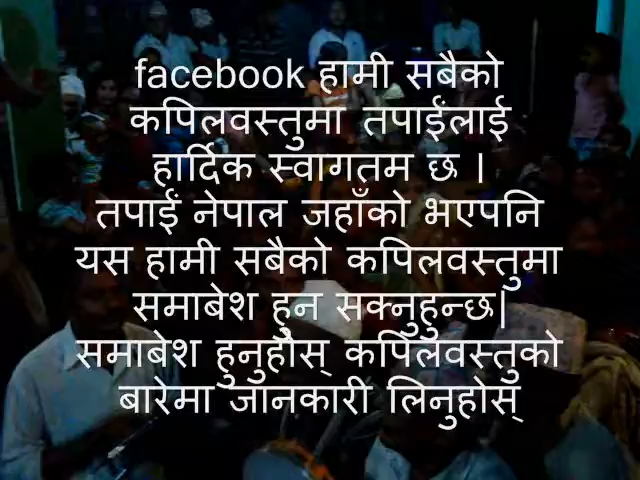 facebook हामी सबैको
कपिलवस्तुमा तपाईंलाई
हार्दिक स्वागतम छ ।
तपाईं नेपाल जहाँको भएपनि
यस हामी सबैको कपिलवस्तुमा
समाबेश हुन सक्नुहुन्छ|
समाबेश हुनुहोस् कपिलवस्तुको
बारेमा जानकारी लिनुहोस्